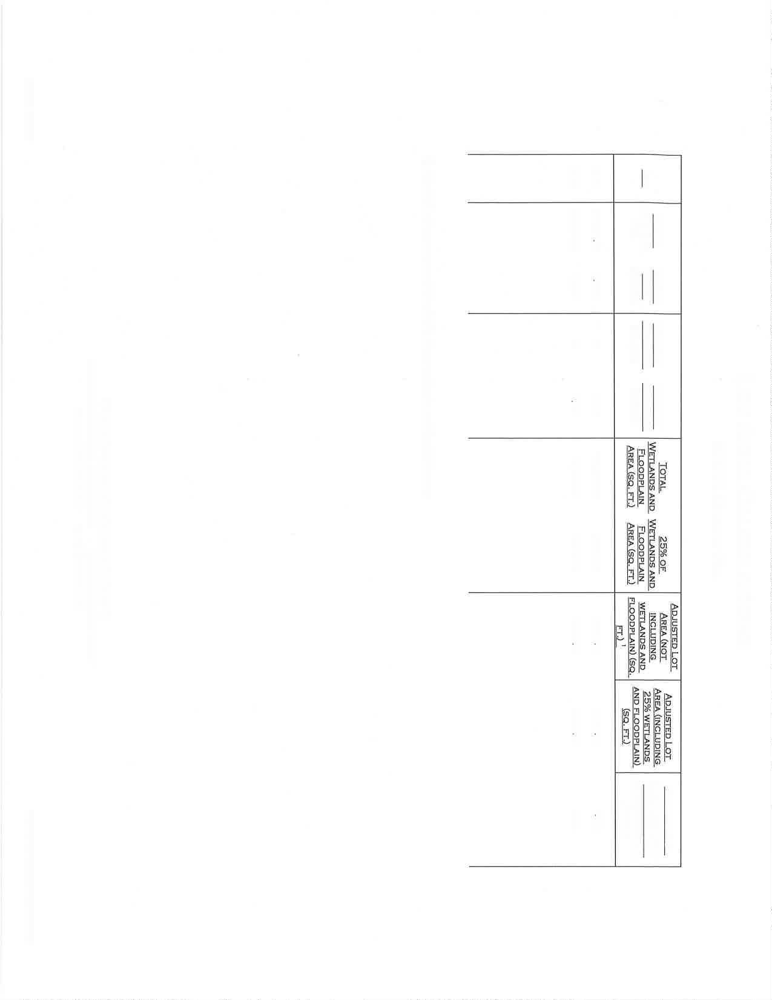 TOTAL
WETLANDS AND
FLOODPLAIN
AREA (SQ. FT.)
25% OF
WETLANDS AND
FLOODPLAIN
AREA (SQ. FT.)
ADJUSTED LOT
AREA (NOT
INCLUDING
WETLANDS AND
FLOODPLAIN) (SQ.
FT.) 1
ADJUSTED LOT
AREA (INCLUDING
25% WETLANDS
AND FLOODPLAIN)
(SQ. FT.)